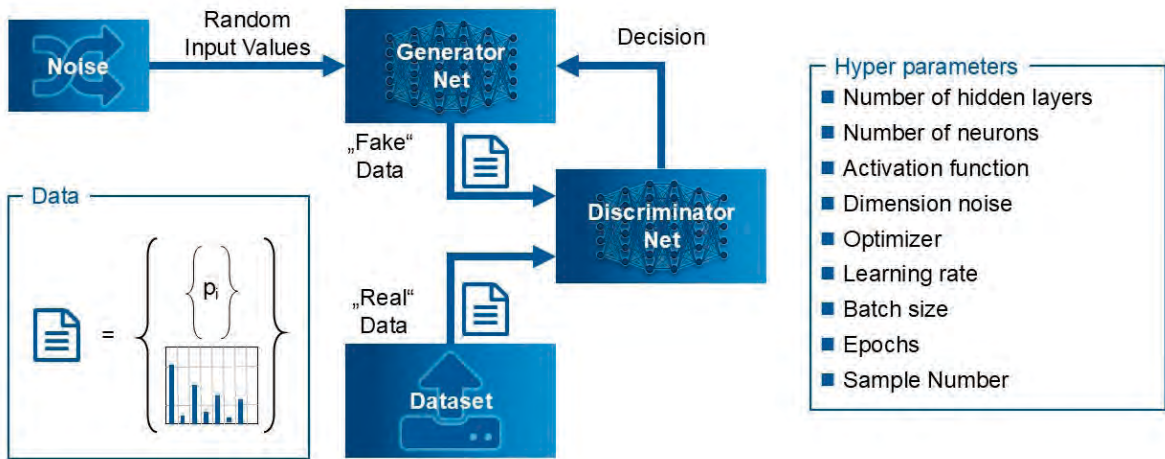 Random
Input Values
Noise
Generator
Net
Decision
„Fake“
Data
Discriminator
Net
„Real“
Data
Dataset
Data
=
{ { pi } }
Hyper parameters
Number of hidden layers
Number of neurons
Activation function
Dimension noise
Optimizer
Learning rate
Batch size
Epochs
Sample Number